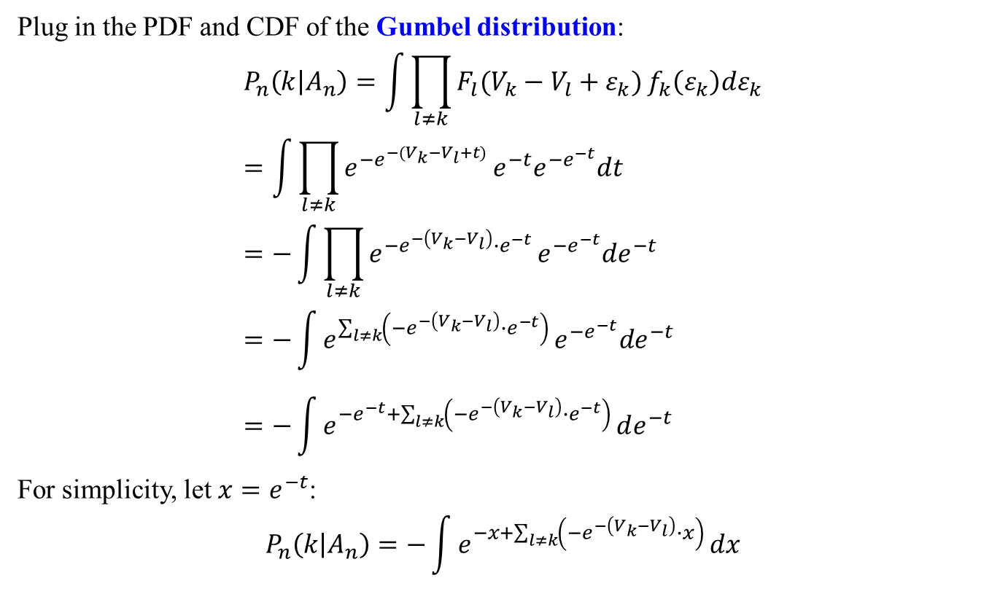 Plug in the PDF and CDF of the Gumbel distribution:
$P_n(k|A_n) = \int \prod_{l \neq k} F_l(V_k - V_l + \varepsilon_k) f_k(\varepsilon_k) d\varepsilon_k$
$= \int \prod_{l \neq k} e^{-e^{-(V_k - V_l + t)}} e^{-t} e^{-e^{-t}} dt$
$= -\int \prod_{l \neq k} e^{-e^{-(V_k - V_l)} \cdot e^{-t}} e^{-e^{-t}} de^{-t}$
$= -\int e^{\sum_{l \neq k} \left(-e^{-(V_k - V_l)} \cdot e^{-t}\right)} e^{-e^{-t}} de^{-t}$
$= -\int e^{-e^{-t} + \sum_{l \neq k} \left(-e^{-(V_k - V_l)} \cdot e^{-t}\right)} de^{-t}$
For simplicity, let $x = e^{-t}$:
$P_n(k|A_n) = -\int e^{-x + \sum_{l \neq k} \left(-e^{-(V_k - V_l)} \cdot x\right)} dx$